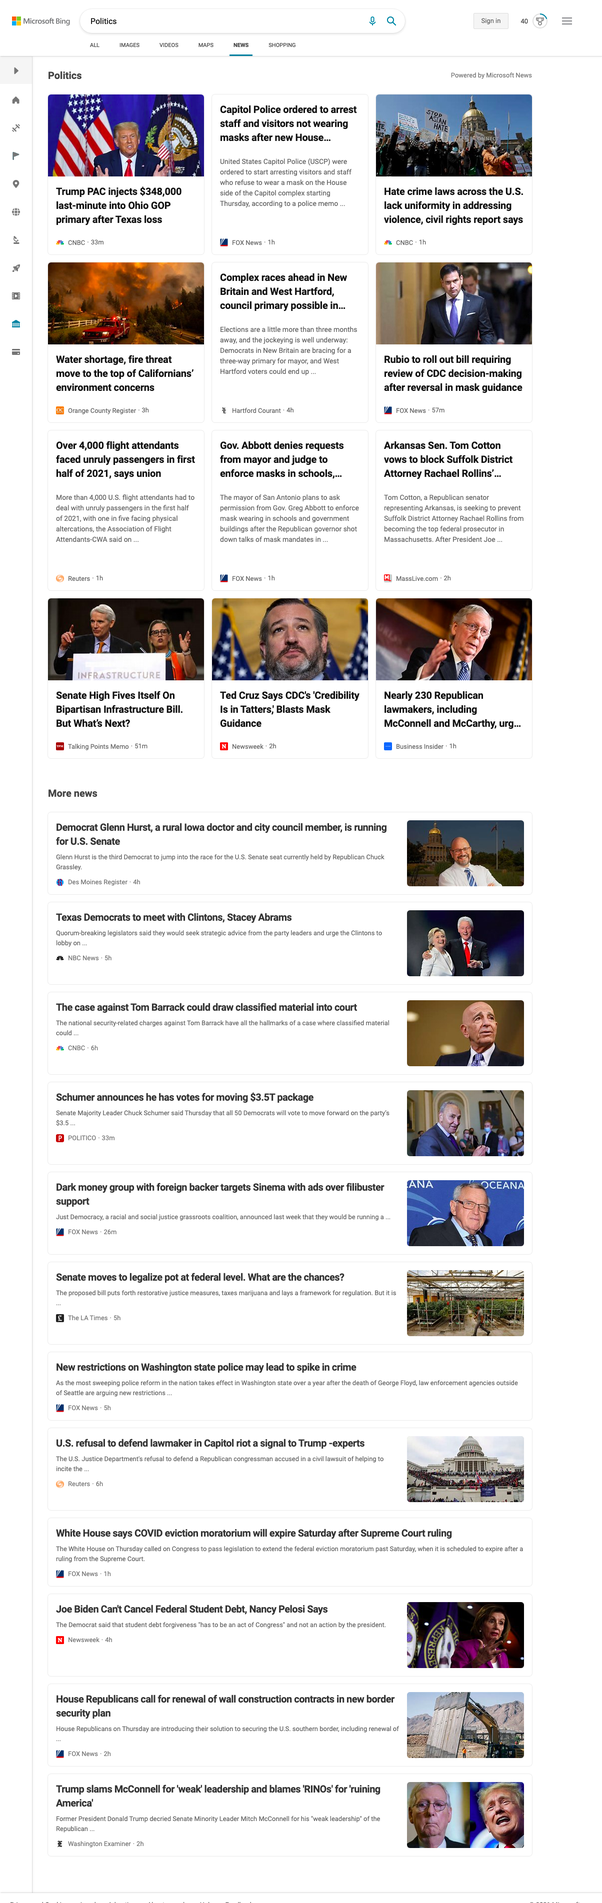 Microsoft Bing
Politics
Sign in
40
ALL
IMAGES
VIDEOS
MAPS
NEWS
SHOPPING
Politics
Powered by Microsoft News
Trump PAC injects $348,000
last-minute into Ohio GOP
primary after Texas loss
CNBC · 33m
Capitol Police ordered to arrest
staff and visitors not wearing
masks after new House...
United States Capitol Police (USCP) were
ordered to start arresting visitors and staff
who refuse to wear a mask on the House
side of the Capitol complex starting
Thursday, according to a police memo ...
FOX News · 1h
STOP
ASIAN
HATE
Hate crime laws across the U.S.
lack uniformity in addressing
violence, civil rights report says
CNBC · 1h
Water shortage, fire threat
move to the top of Californians'
environment concerns
Orange County Register · 3h
Complex races ahead in New
Britain and West Hartford,
council primary possible in...
Elections are a little more than three months
away, and the jockeying is well underway:
Democrats in New Britain are bracing for a
three-way primary for mayor, and West
Hartford voters could end up ...
Hartford Courant · 4h
Rubio to roll out bill requiring
review of CDC decision-making
after reversal in mask guidance
FOX News · 57m
Over 4,000 flight attendants
faced unruly passengers in first
half of 2021, says union
More than 4,000 U.S. flight attendants had to
deal with unruly passengers in the first half
of 2021, with one in five facing physical
altercations, the Association of Flight
Attendants-CWA said on ...
Reuters · 1h
Gov. Abbott denies requests
from mayor and judge to
enforce masks in schools,...
The mayor of San Antonio plans to ask
permission from Gov. Greg Abbott to enforce
mask wearing in schools and government
buildings after the Republican governor shot
down talks of mask mandates in ...
FOX News · 1h
Arkansas Sen. Tom Cotton
vows to block Suffolk District
Attorney Rachael Rollins'...
Tom Cotton, a Republican senator
representing Arkansas, is seeking to prevent
Suffolk District Attorney Rachael Rollins from
becoming the top federal prosecutor in
Massachusetts. After President Joe ...
MassLive.com · 2h
INFRASTRUCTURE
Senate High Fives Itself On
Bipartisan Infrastructure Bill.
But What's Next?
Talking Points Memo · 51m
Ted Cruz Says CDC's 'Credibility
Is in Tatters,' Blasts Mask
Guidance
Newsweek · 2h
Nearly 230 Republican
lawmakers, including
McConnell and McCarthy, urg...
Business Insider · 1h
More news
Democrat Glenn Hurst, a rural Iowa doctor and city council member, is running
for U.S. Senate
Glenn Hurst is the third Democrat to jump into the race for the U.S. Senate seat currently held by Republican Chuck
Grassley.
Des Moines Register · 4h
Texas Democrats to meet with Clintons, Stacey Abrams
Quorum-breaking legislators said they would seek strategic advice from the party leaders and urge the Clintons to
lobby on ...
NBC News · 5h
The case against Tom Barrack could draw classified material into court
The national security-related charges against Tom Barrack have all the hallmarks of a case where classified material
could ...
CNBC · 6h
Schumer announces he has votes for moving $3.5T package
Senate Majority Leader Chuck Schumer said Thursday that all 50 Democrats will vote to move forward on the party's
$3.5 ...
POLITICO · 33m
Dark money group with foreign backer targets Sinema with ads over filibuster
support
Just Democracy, a racial and social justice grassroots coalition, announced last week that they would be running a ...
FOX News · 26m
CEANA
OCEANA
Senate moves to legalize pot at federal level. What are the chances?
The proposed bill puts forth restorative justice measures, taxes marijuana and lays a framework for regulation. But it is
...
The LA Times · 5h
New restrictions on Washington state police may lead to spike in crime
As the most sweeping police reform in the nation takes effect in Washington state over a year after the death of George Floyd, law enforcement agencies outside
of Seattle are arguing new restrictions ...
FOX News · 5h
U.S. refusal to defend lawmaker in Capitol riot a signal to Trump -experts
The U.S. Justice Department's refusal to defend a Republican congressman accused in a civil lawsuit of helping to
incite the ...
Reuters · 6h
White House says COVID eviction moratorium will expire Saturday after Supreme Court ruling
The White House on Thursday called on Congress to pass legislation to extend the federal eviction moratorium past Saturday, when it is scheduled to expire after a
ruling from the Supreme Court.
FOX News · 1h
Joe Biden Can't Cancel Federal Student Debt, Nancy Pelosi Says
The Democrat said that student debt forgiveness "has to be an act of Congress" and not an action by the president.
Newsweek · 4h
House Republicans call for renewal of wall construction contracts in new border
security plan
House Republicans on Thursday are introducing their solution to securing the U.S. southern border, including renewal of
...
FOX News · 2h
Trump slams McConnell for 'weak' leadership and blames 'RINOs' for 'ruining
America'
Former President Donald Trump decried Senate Minority Leader Mitch McConnell for his "weak leadership" of the
Republican ...
Washington Examiner · 2h